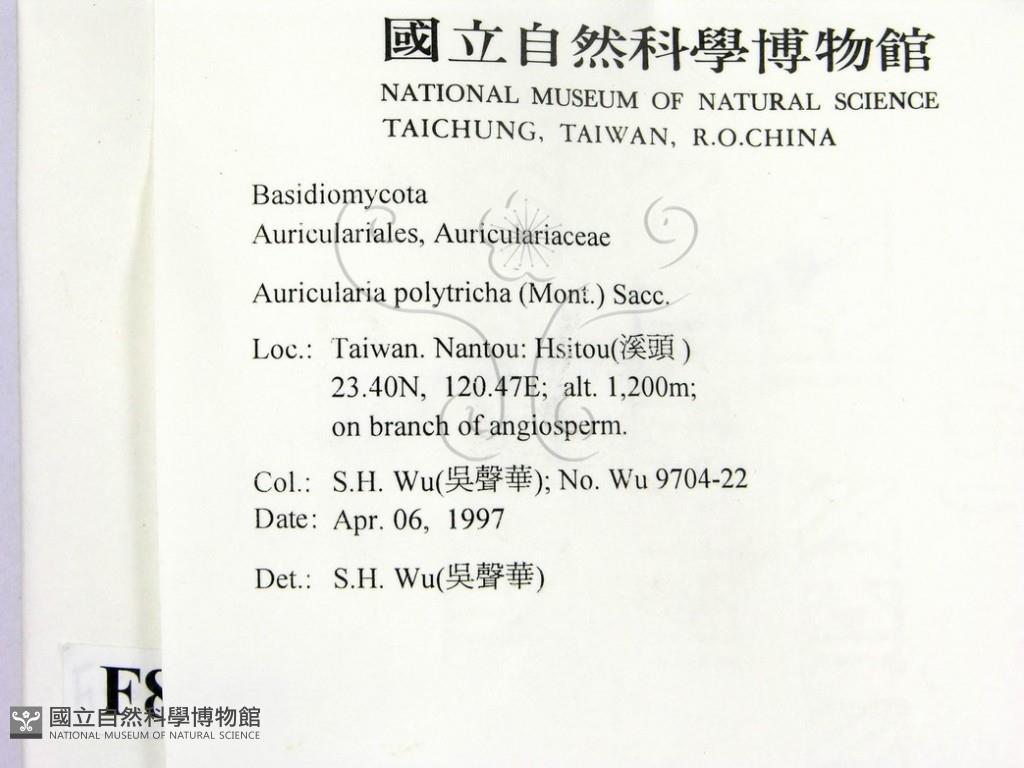 國立自然科學博物館
NATIONAL MUSEUM OF NATURAL SCIENCE
TAICHUNG, TAIWAN, R.O.CHINA
Basidiomycota
Auriculariales, Auriculariaceae
Auricularia polytricha (Mont.) Sacc.
Loc.: Taiwan. Nantou: Hsitou(溪頭)
23.40N, 120.47E; alt. 1,200m;
on branch of angiosperm.
Col.: S.H. Wu(吳聲華); No. Wu 9704-22
Date: Apr. 06, 1997
Det.: S.H. Wu(吳聲華)
F8
國立自然科學博物館
NATIONAL MUSEUM OF NATURAL SCIENCE